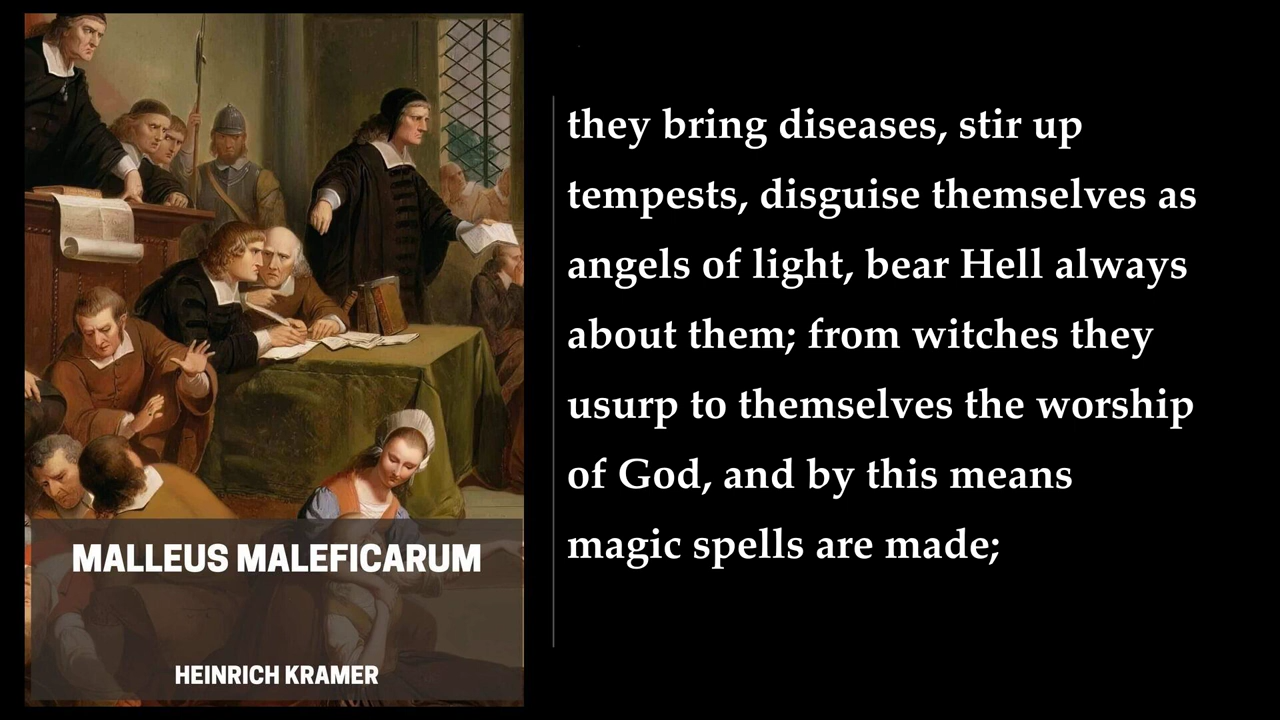 MALLEUS MALEFICARUM
HEINRICH KRAMER
they bring diseases, stir up
tempests, disguise themselves as
angels of light, bear Hell always
about them; from witches they
usurp to themselves the worship
of God, and by this means
magic spells are made;